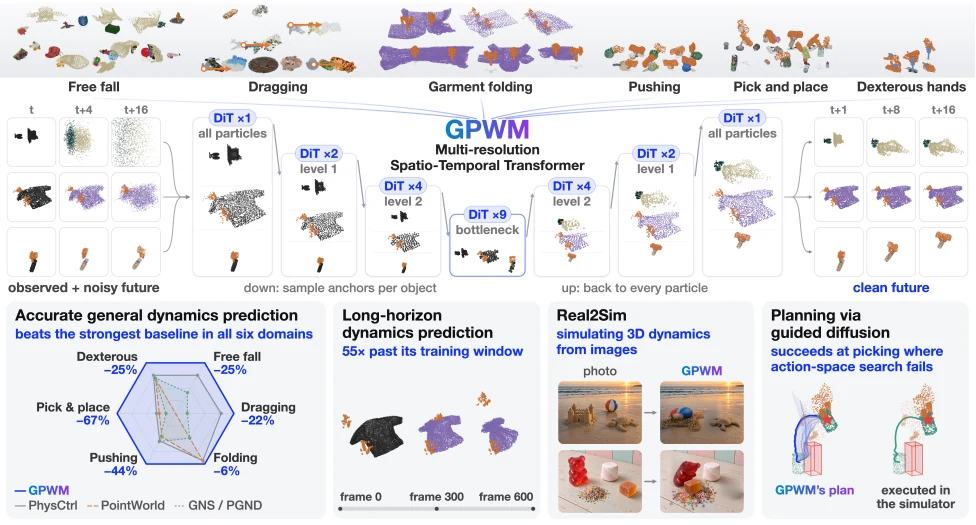 Free fall
Dragging
Garment folding
Pushing
Pick and place
Dexterous hands
t
t+4
t+16
DiT ×1
all particles
DiT ×2
level 1
DiT ×4
level 2
DiT ×9
bottleneck
GPWM
Multi-resolution
Spatio-Temporal Transformer
DiT ×4
level 2
DiT ×2
level 1
DiT ×1
all particles
t+1
t+8
t+16
observed + noisy future
down: sample anchors per object
up: back to every particle
clean future
Accurate general dynamics prediction
beats the strongest baseline in all six domains
Dexterous
−25%
Free fall
−25%
Pick & place
−67%
Dragging
−22%
Pushing
−44%
Folding
−6%
GPWM
PhysCtrl
PointWorld
GNS / PGND
Long-horizon
dynamics prediction
55× past its training window
frame 0
frame 300
frame 600
Real2Sim
simulating 3D dynamics
from images
photo
GPWM
Planning via
guided diffusion
succeeds at picking where
action-space search fails
GPWM's plan
executed in
the simulator